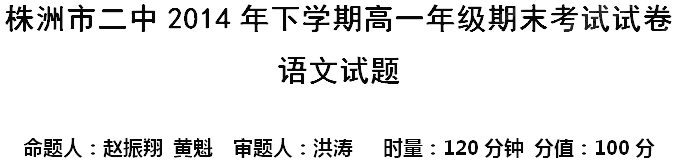 株洲市二中 2014 年下学期高一年级期末考试试卷
语文试题
命题人：赵振翔 黄魁 审题人：洪涛 时量：120 分钟 分值：100 分